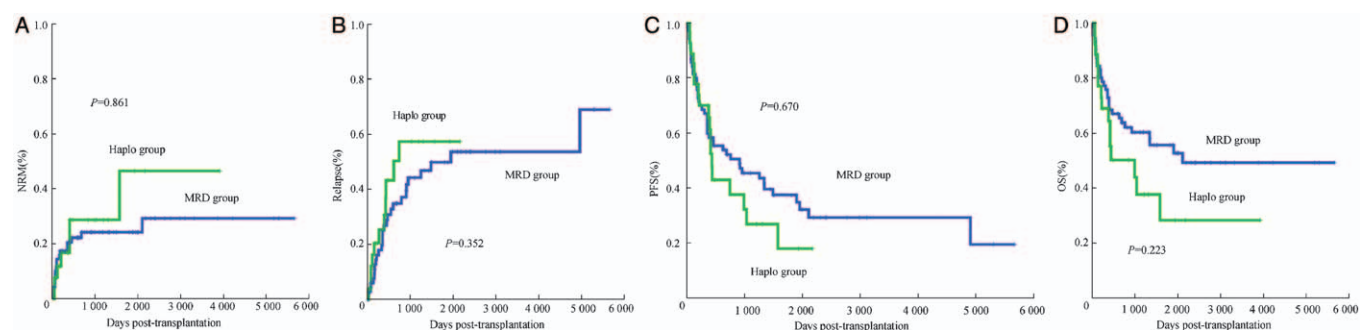 A
1.0
0.8
0.6
0.4
0.2
0
NRM(%)
P=0.861
Haplo group
MRD group
1 000 2 000 3 000 4 000 5 000 6 000
Days post-transplantation
B
1.0
0.8
0.6
0.4
0.2
0
Relapse(%)
Haplo group
MRD group
P=0.352
1 000 2 000 3 000 4 000 5 000 6 000
Days post-transplantation
C
1.0
0.8
0.6
0.4
0.2
0
PFS(%)
P=0.670
MRD group
Haplo group
1 000 2 000 3 000 4 000 5 000 6 000
Days post-transplantation
D
1.0
0.8
0.6
0.4
0.2
0
OS(%)
MRD group
Haplo group
P=0.223
1 000 2 000 3 000 4 000 5 000 6 000
Days post-transplantation